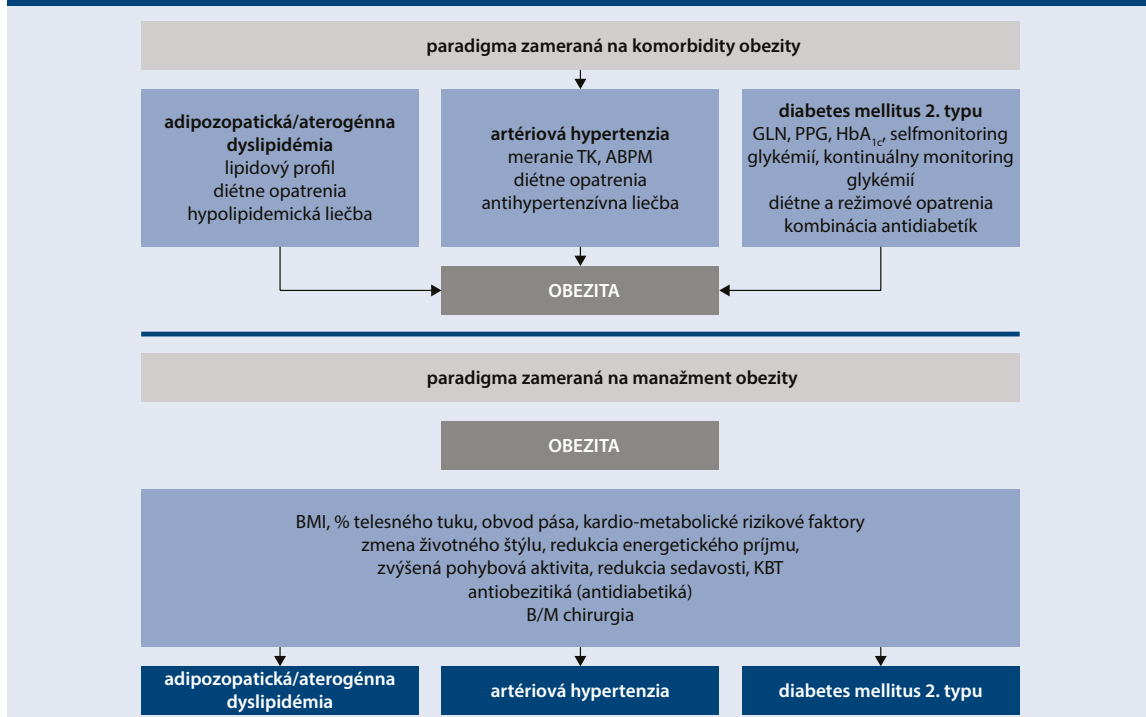 paradigma zameraná na komorbidity obezity
adipozopatická/aterogénna
dyslipidémia
lipidový profil
diétne opatrenia
hypolipidemická liečba
artériová hypertenzia
meranie TK, ABPM
diétne opatrenia
antihypertenzívna liečba
diabetes mellitus 2. typu
GLN, PPG, HbA1c, selfmonitoring
glykémií, kontinuálny monitoring
glykémií
diétne a režimové opatrenia
kombinácia antidiabetík
OBEZITA
paradigma zameraná na manažment obezity
OBEZITA
BMI, % telesného tuku, obvod pása, kardio-metabolické rizikové faktory
zmena životného štýlu, redukcia energetického príjmu,
zvýšená pohybová aktivita, redukcia sedavosti, KBT
antiobezitiká (antidiabetiká)
B/M chirurgia
adipozopatická/aterogénna
dyslipidémia
artériová hypertenzia
diabetes mellitus 2. typu